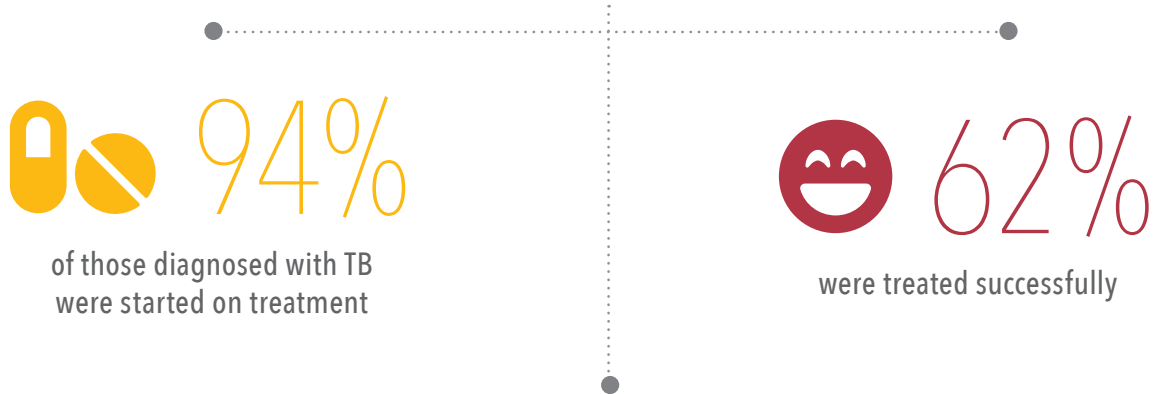 94%
of those diagnosed with TB
were started on treatment
62%
were treated successfully